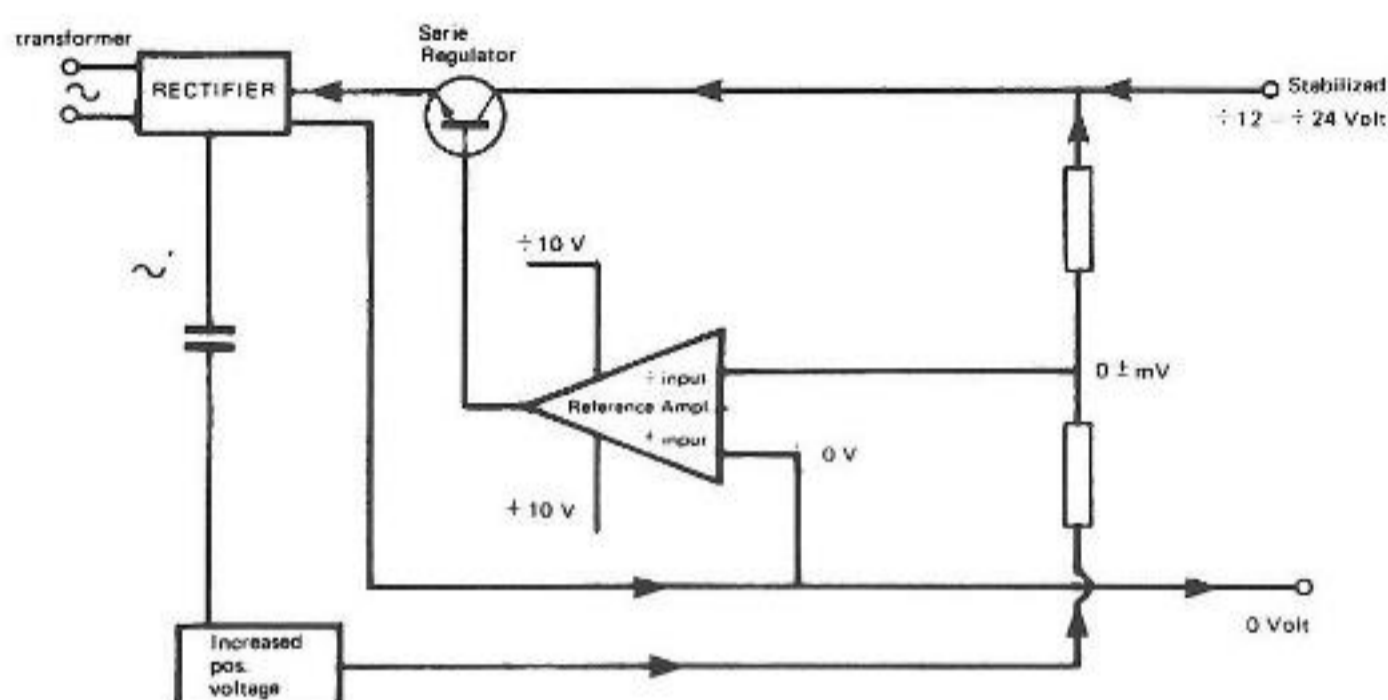 transformer
RECTIFIER
Serie
Regulator
Stabilized
÷ 12 – ÷ 24 Volt
÷ 10 V
÷ input
Reference Ampl.
+ input
0 ± mV
0 V
+ 10 V
0 Volt
Increased
pos.
voltage